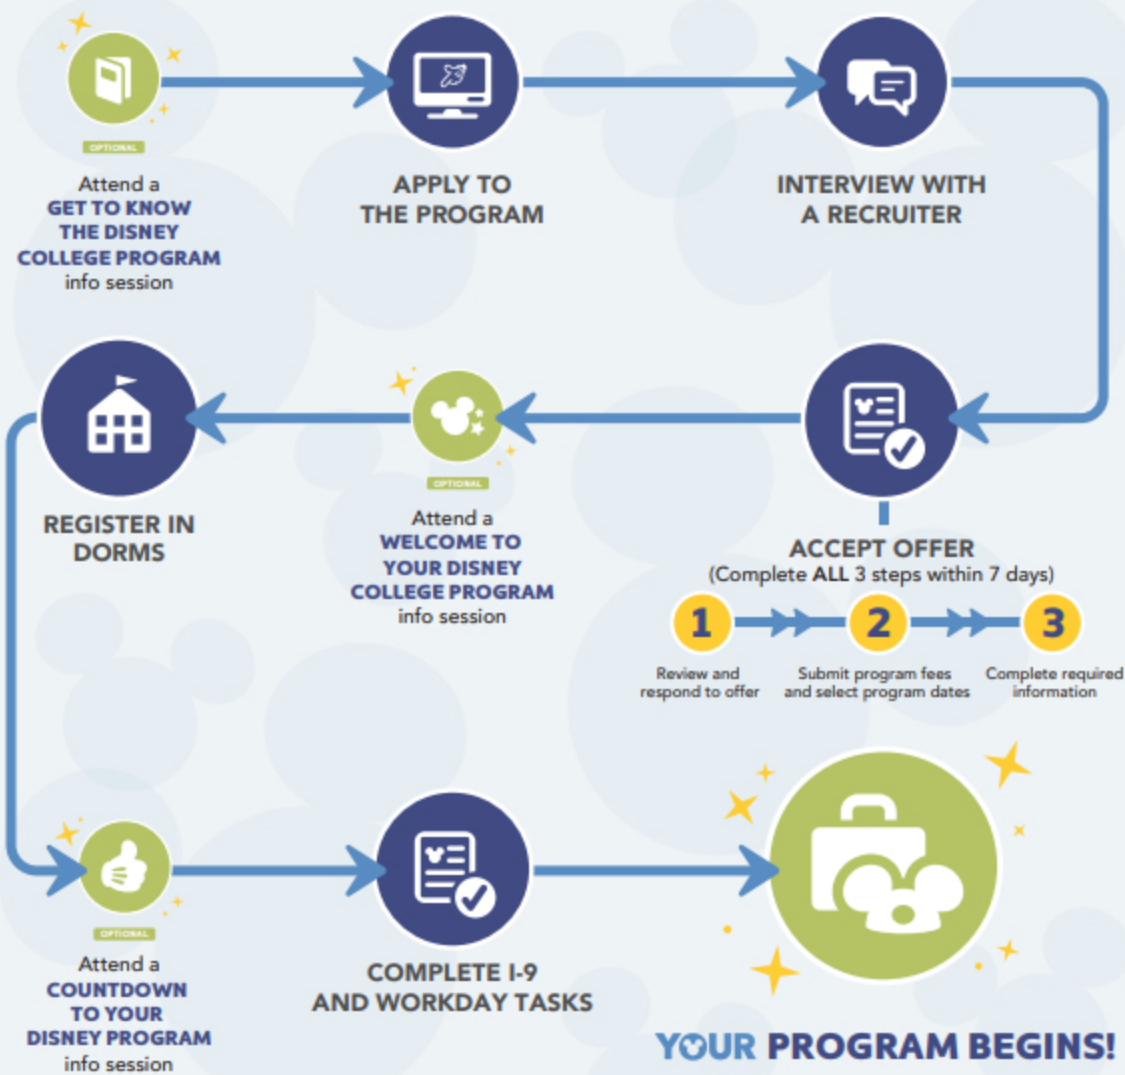 OPTIONAL
Attend a
GET TO KNOW
THE DISNEY
COLLEGE PROGRAM
info session
APPLY TO
THE PROGRAM
INTERVIEW WITH
A RECRUITER
REGISTER IN
DORMS
OPTIONAL
Attend a
WELCOME TO
YOUR DISNEY
COLLEGE PROGRAM
info session
ACCEPT OFFER
(Complete ALL 3 steps within 7 days)
1
2
3
Review and
respond to offer
Submit program fees
and select program dates
Complete required
information
OPTIONAL
Attend a
COUNTDOWN
TO YOUR
DISNEY PROGRAM
info session
COMPLETE I-9
AND WORKDAY TASKS
YOUR PROGRAM BEGINS!